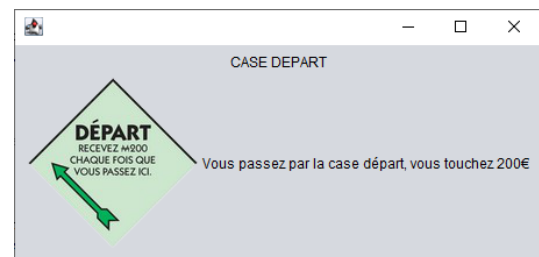 CASE DEPART
DÉPART
RECEVEZ ₩200
CHAQUE FOIS QUE
VOUS PASSEZ ICI.
Vous passez par la case départ, vous touchez 200€